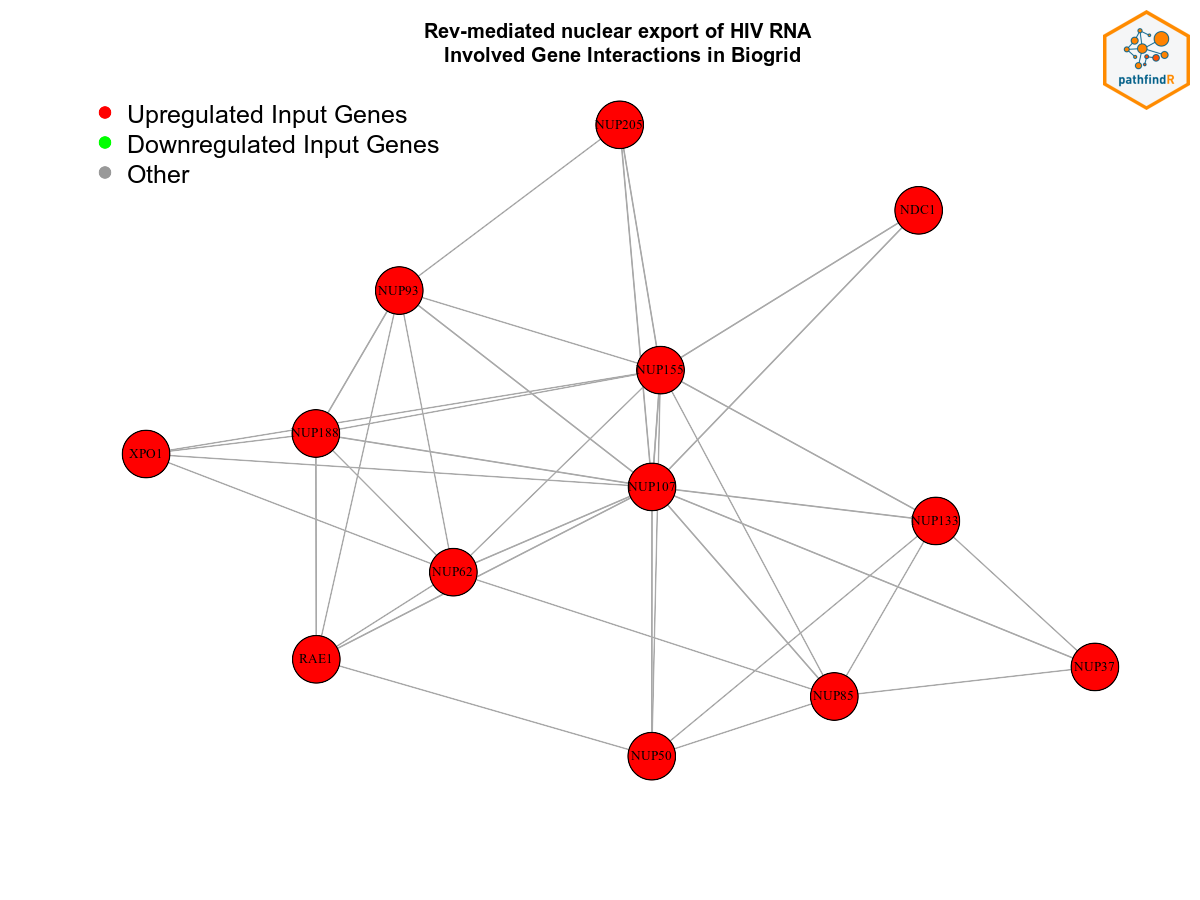 Rev-mediated nuclear export of HIV RNA
Involved Gene Interactions in Biogrid
pathfindR
Upregulated Input Genes
Downregulated Input Genes
Other
NUP205
NDC1
NUP93
NUP155
NUP188
XPO1
NUP107
NUP133
NUP62
RAE1
NUP37
NUP85
NUP50